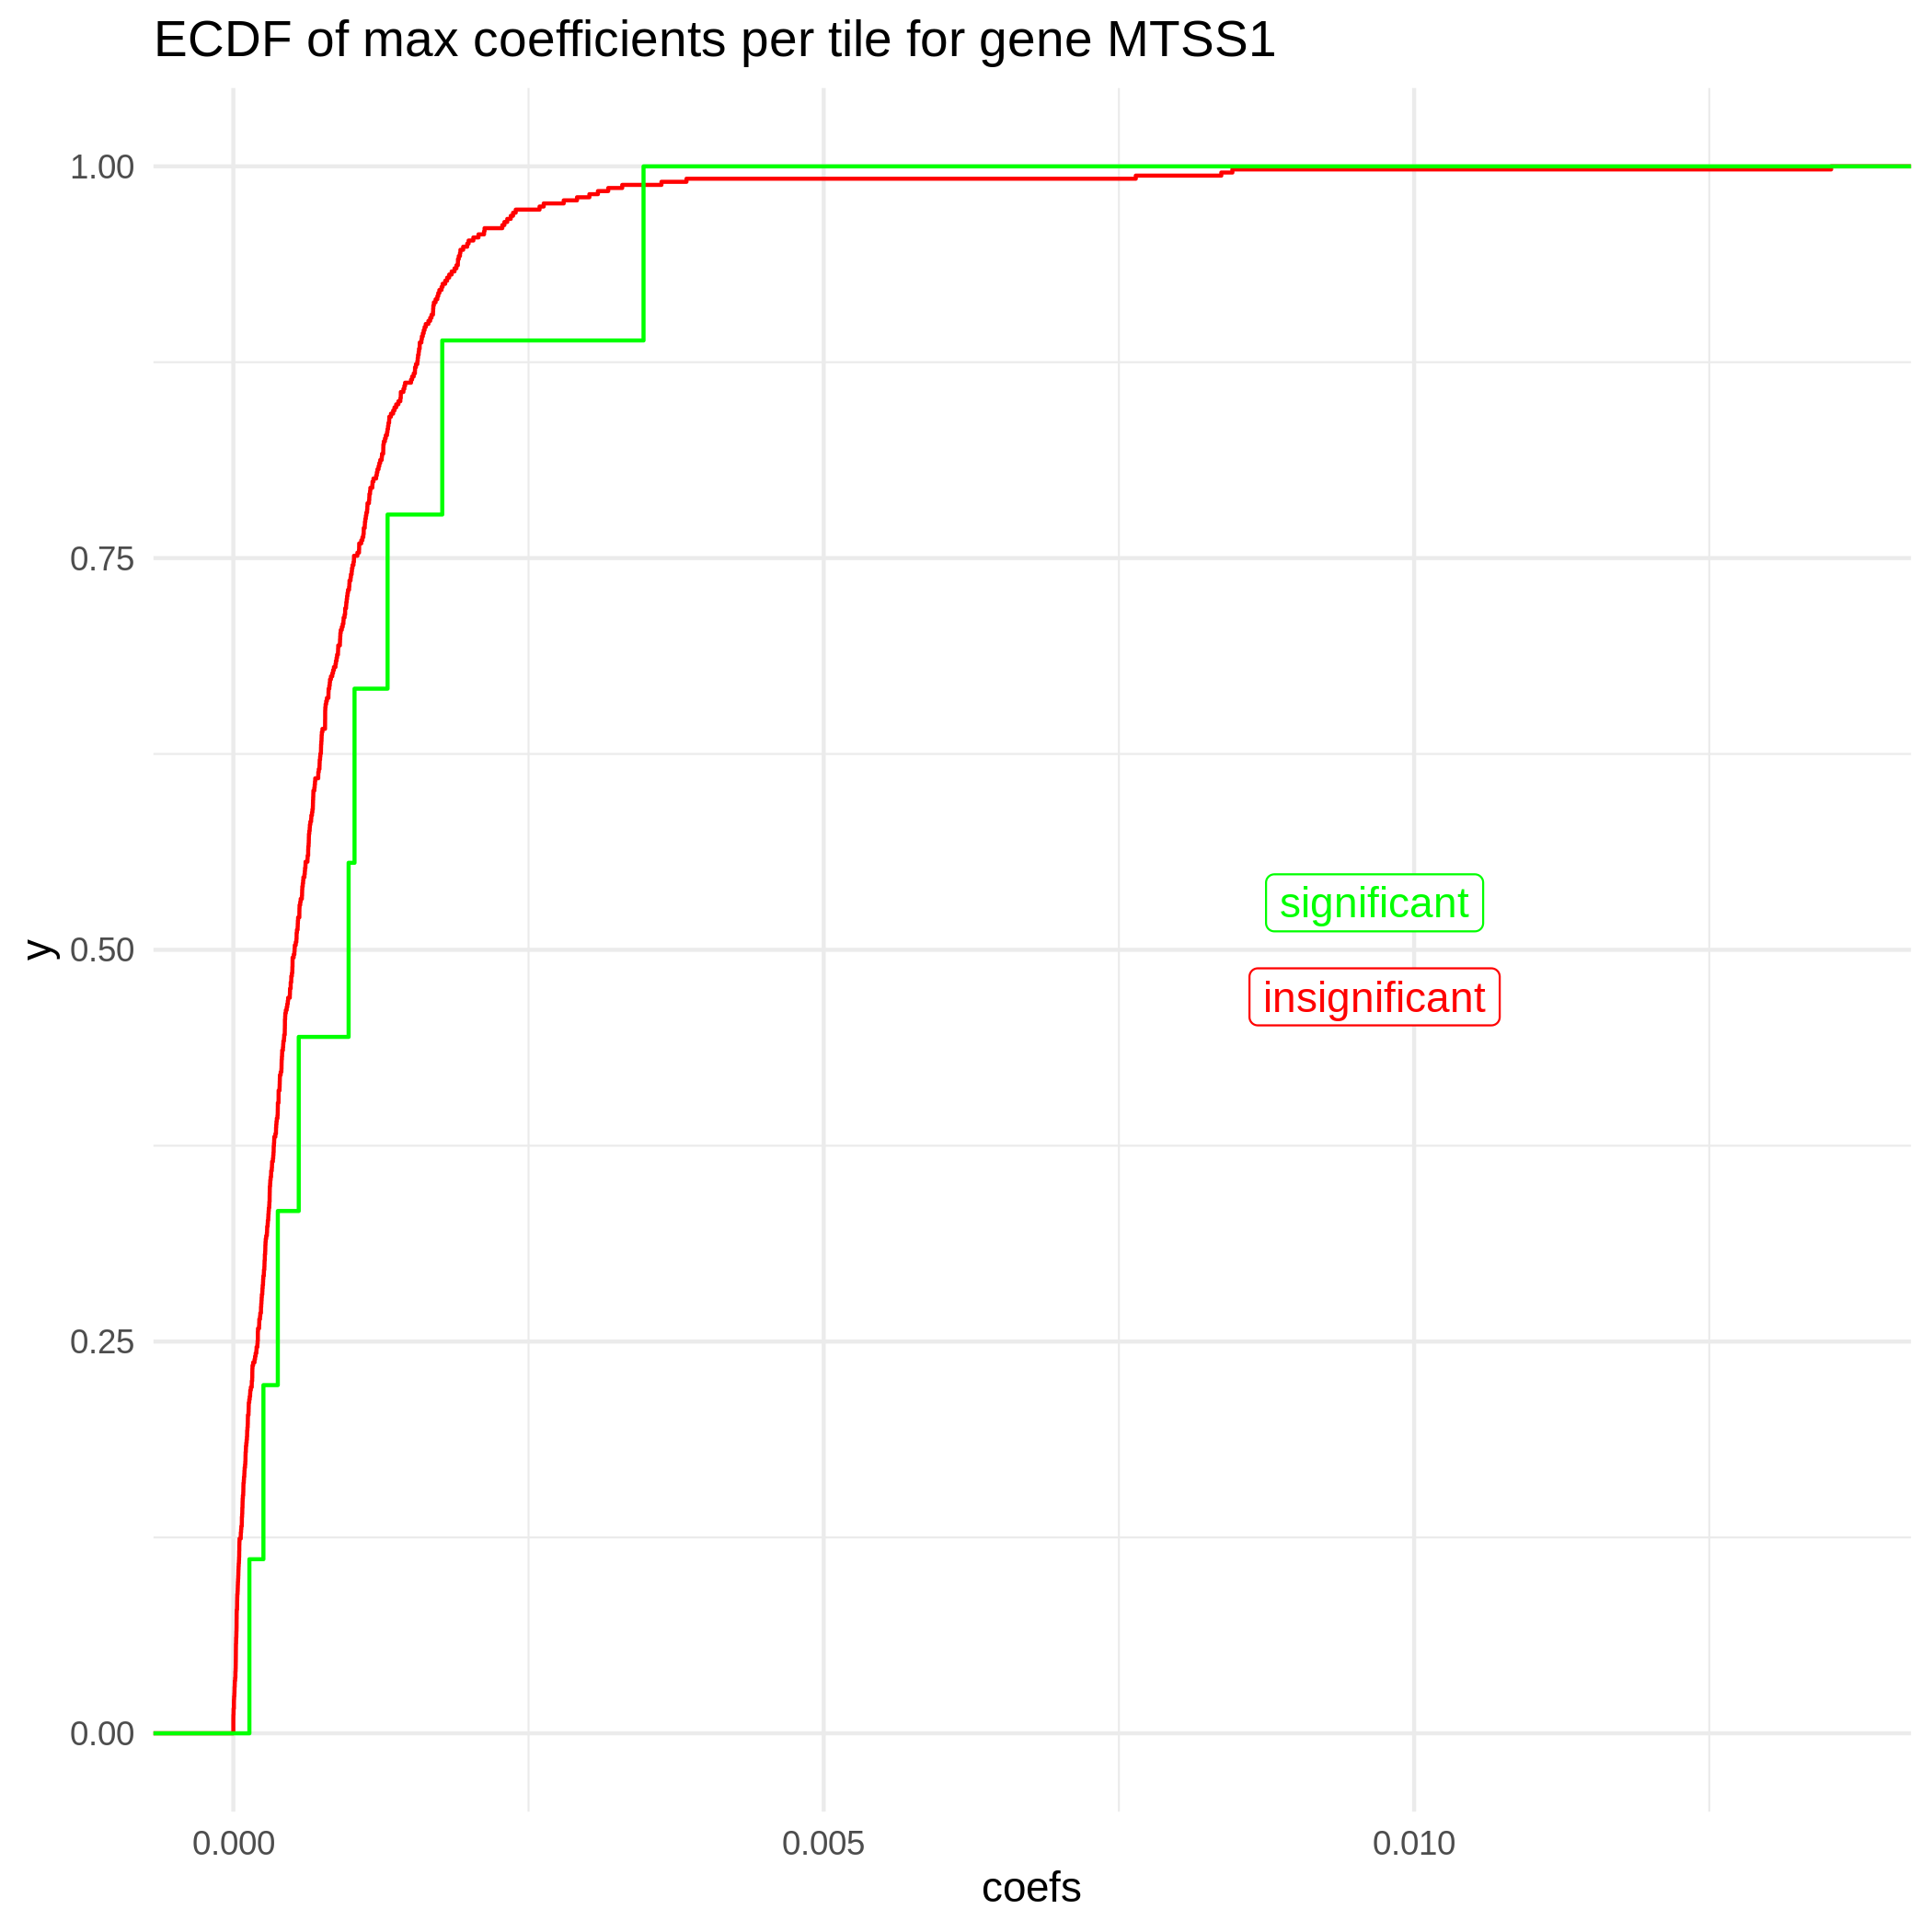 ECDF of max coefficients per tile for gene MTSS1
1.00
0.75
0.50
0.25
0.00
y
significant
insignificant
0.000
0.005
0.010
coefs